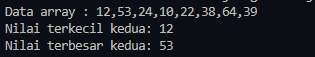 Data array : 12,53,24,10,22,38,64,39
Nilai terkecil kedua: 12
Nilai terbesar kedua: 53